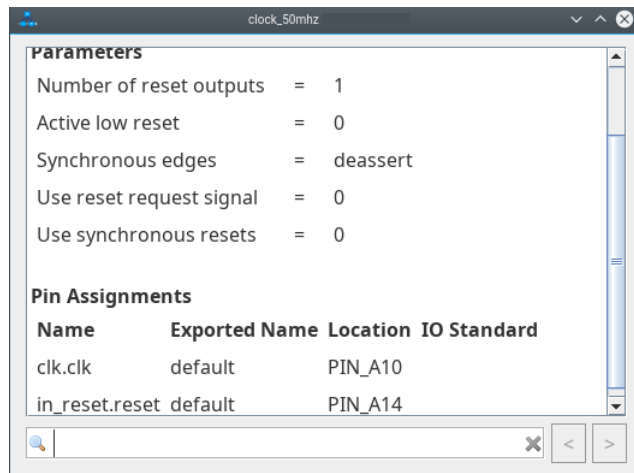 clock_50mhz
Parameters
Number of reset outputs = 1
Active low reset = 0
Synchronous edges = deassert
Use reset request signal = 0
Use synchronous resets = 0
Pin Assignments
Name Exported Name Location IO Standard
clk.clk default PIN_A10
in_reset.reset default PIN_A14
< >